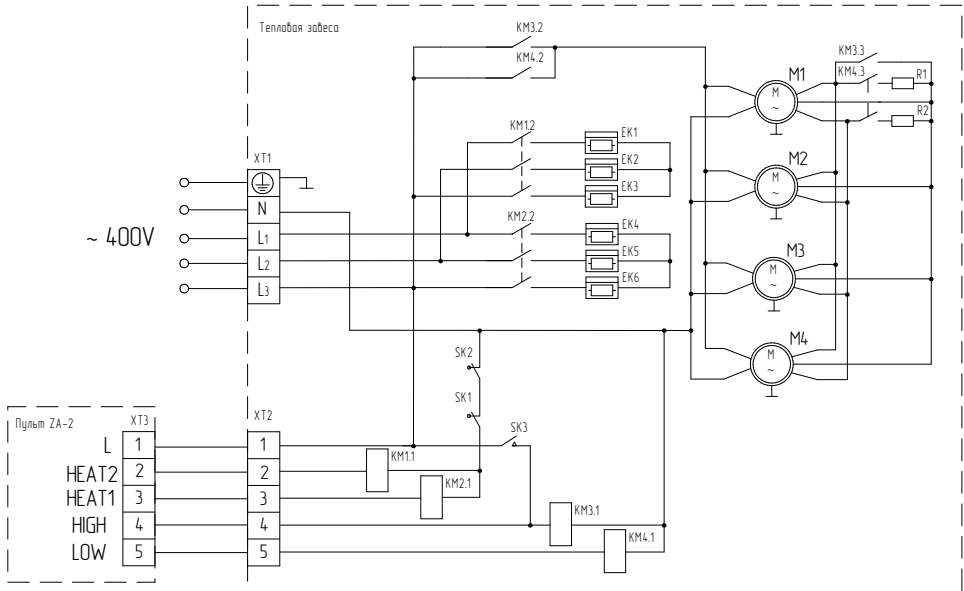 Тепловая завеса
KM3.2
KM4.2
KM3.3
KM4.3
R1
R2
M1
M
~
M2
M
~
M3
M
~
M4
M
~
KM1.2
EK1
EK2
EK3
KM2.2
EK4
EK5
EK6
XT1
N
L1
L2
L3
~ 400V
SK2
SK1
SK3
Пульт ZA-2
XT3
XT2
L 1 1
HEAT2 2 2
HEAT1 3 3
HIGH 4 4
LOW 5 5
KM1.1
KM2.1
KM3.1
KM4.1